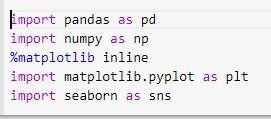 import pandas as pd
import numpy as np
%matplotlib inline
import matplotlib.pyplot as plt
import seaborn as sns